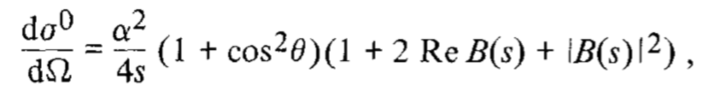 dσ⁰/dΩ = α²/4s (1 + cos²θ)(1 + 2 Re B(s) + |B(s)|²) ,